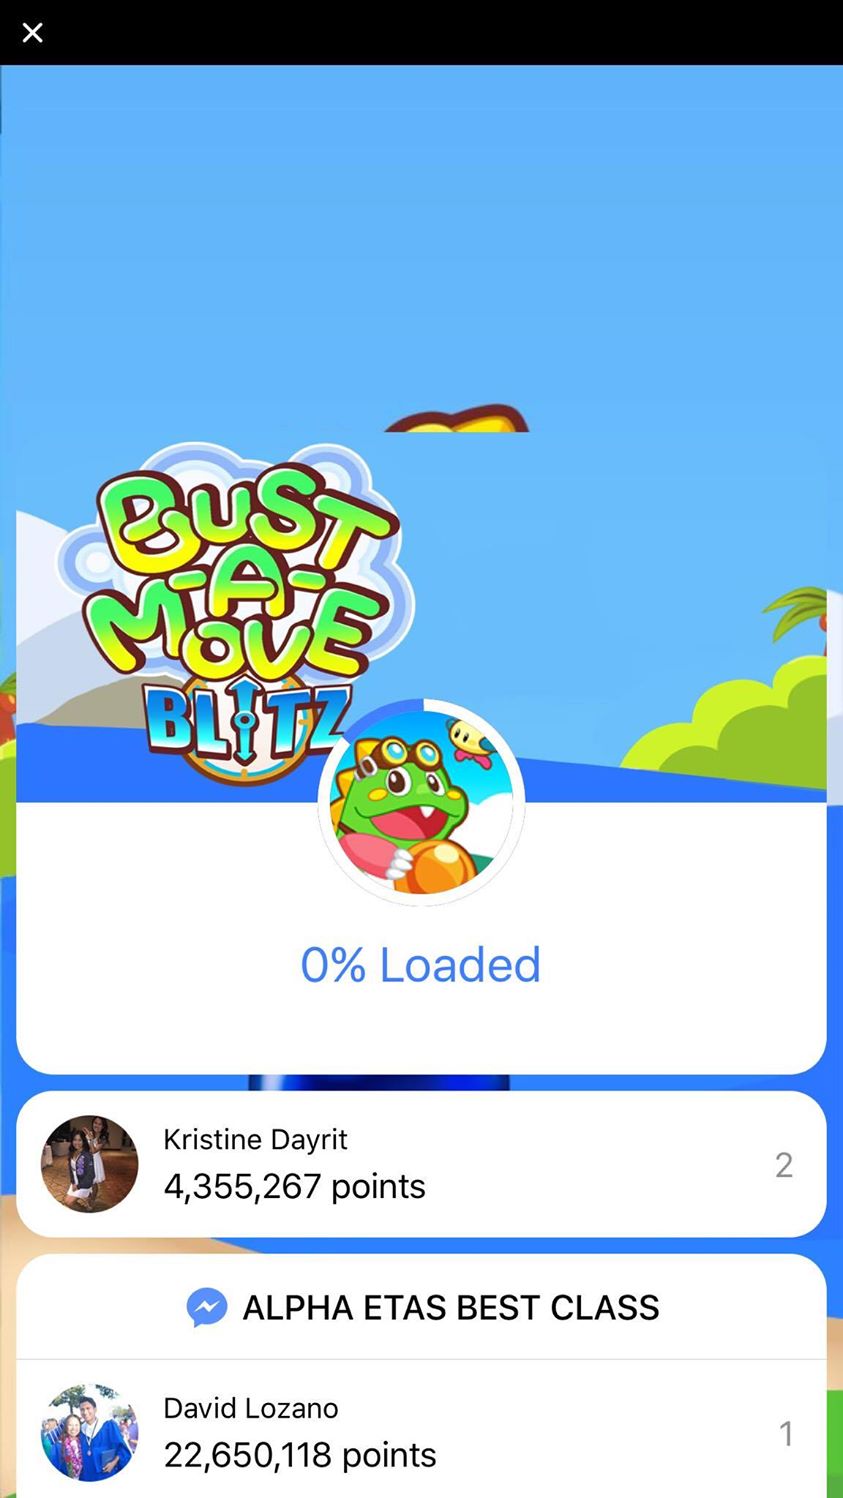 BUST
-A-
MOVE
BLITZ
0% Loaded
Kristine Dayrit
4,355,267 points
2
ALPHA ETAS BEST CLASS
David Lozano
22,650,118 points
1